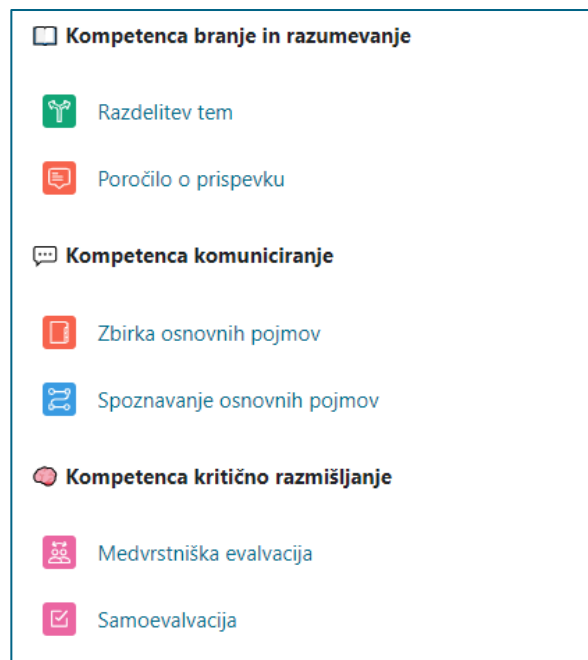 Kompetenca branje in razumevanje
Razdelitev tem
Poročilo o prispevku
Kompetenca komuniciranje
Zbirka osnovnih pojmov
Spoznavanje osnovnih pojmov
Kompetenca kritično razmišljanje
Medvrstniška evalvacija
Samoevalvacija